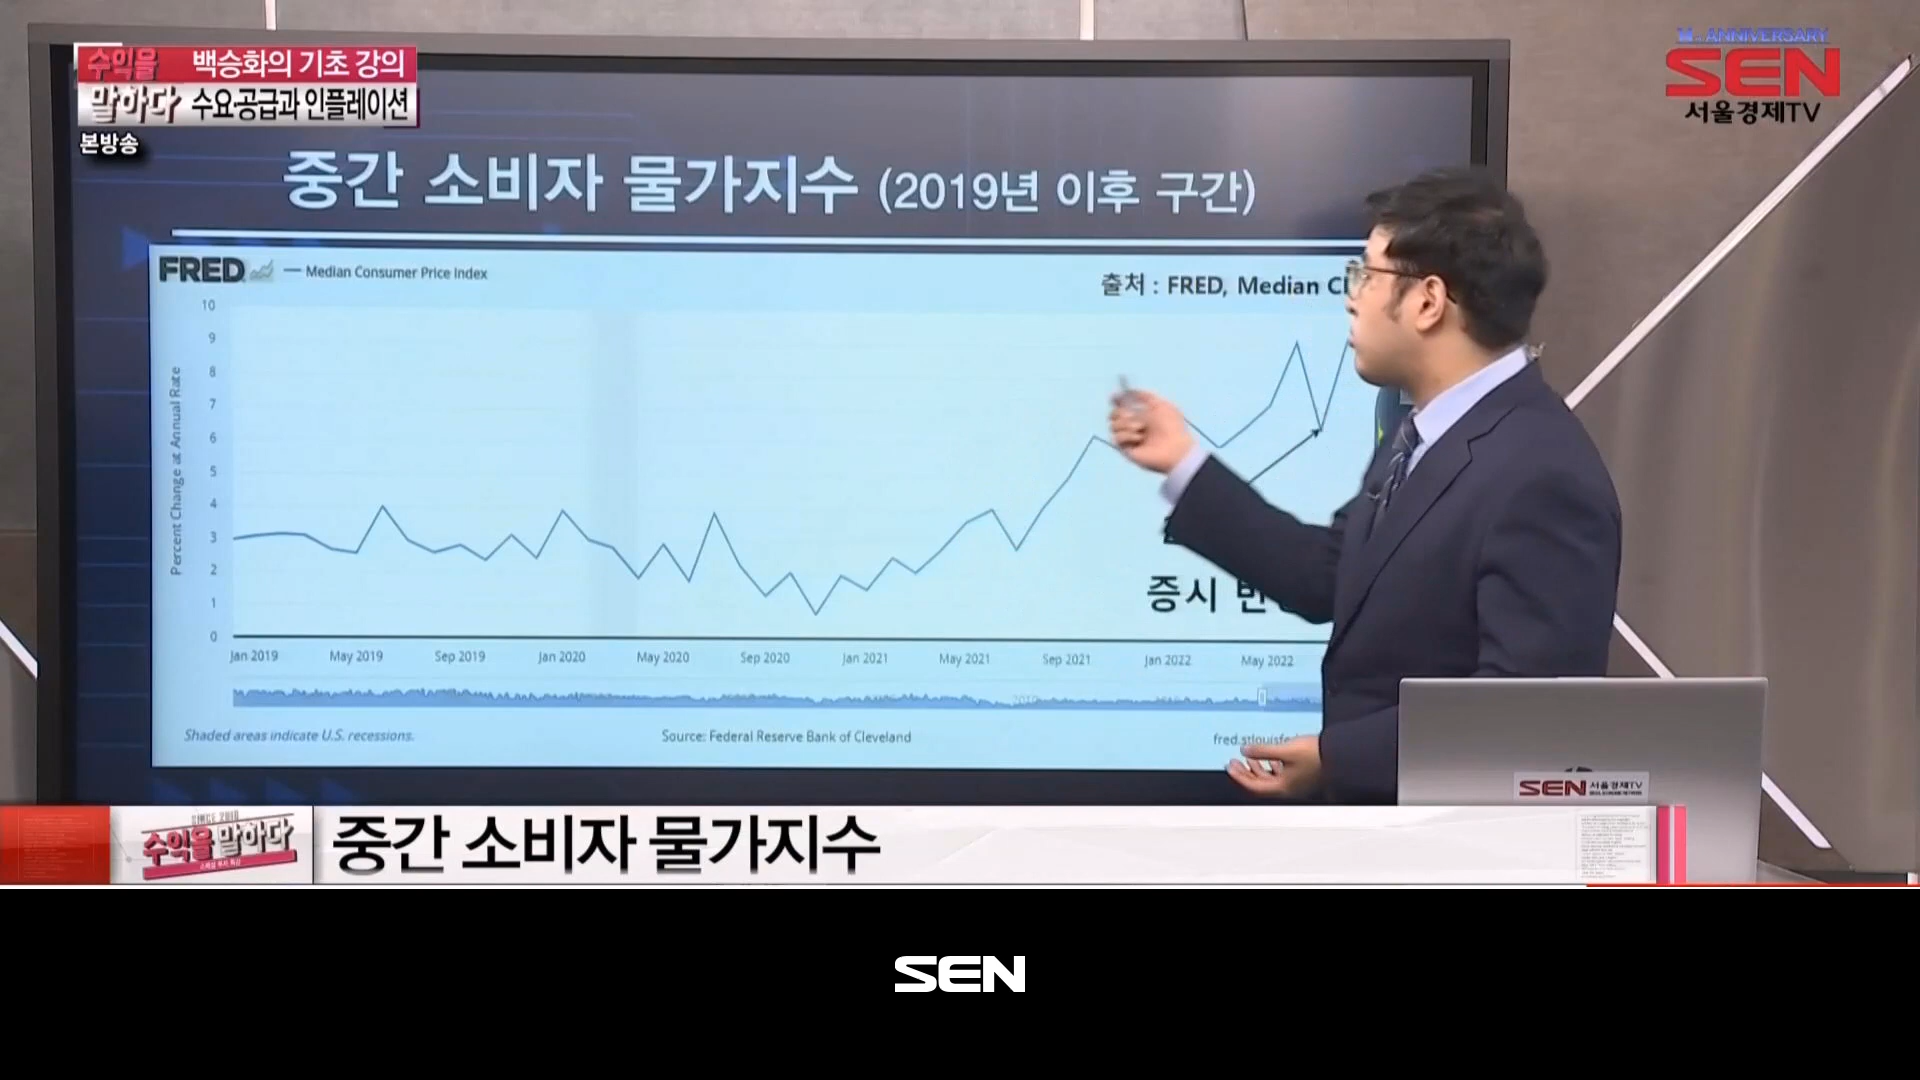 수익을 백승화의 기초 강의
말하다 수요·공급과 인플레이션
본방송
ANNIVERSARY
SEN
서울경제TV
중간 소비자 물가지수 (2019년 이후 구간)
FRED — Median Consumer Price Index
출처 : FRED, Median
Percent Change at Annual Rate
10
9
8
7
6
5
4
3
2
1
0
Jan 2019 May 2019 Sep 2019 Jan 2020 May 2020 Sep 2020 Jan 2021 May 2021 Sep 2021 Jan 2022 May 2022
증시
Shaded areas indicate U.S. recessions.
Source: Federal Reserve Bank of Cleveland
SEN 서울경제TV
SINCE 2018
수익을 말하다
중간 소비자 물가지수
SEN